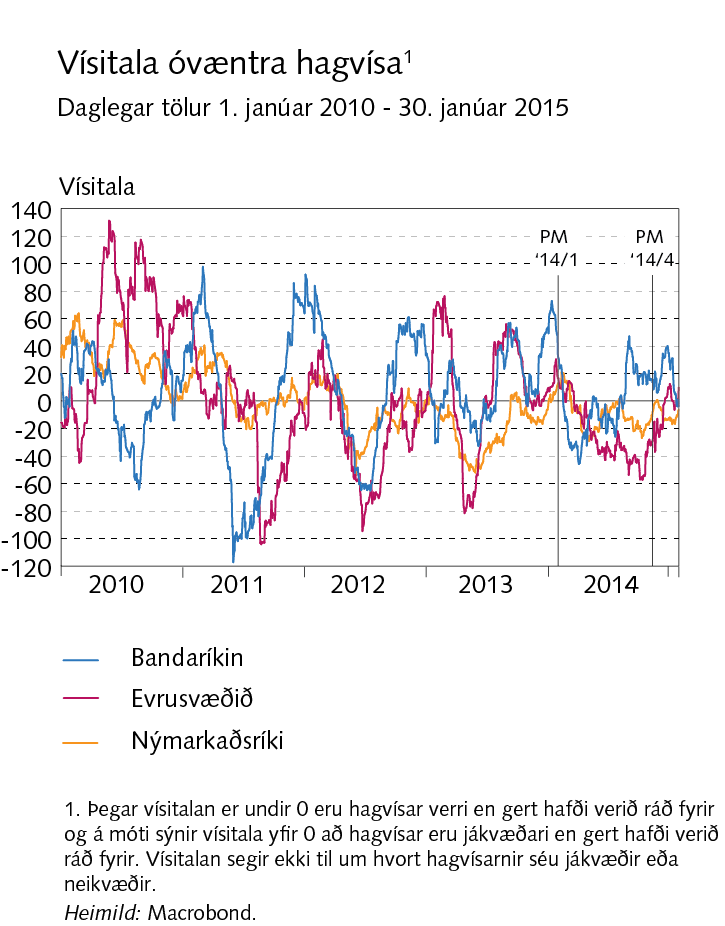 Vísitala óvæntra hagvísa¹
Daglegar tölur 1. janúar 2010 - 30. janúar 2015
Vísitala
140
120
100
80
60
40
20
0
-20
-40
-60
-80
-100
-120
PM
‘14/1
PM
‘14/4
2010 2011 2012 2013 2014
Bandaríkin
Evrusvæðið
Nýmarkaðsríki
1. Þegar vísitalan er undir 0 eru hagvísar verri en gert hafði verið ráð fyrir
og á móti sýnir vísitala yfir 0 að hagvísar eru jákvæðari en gert hafði verið
ráð fyrir. Vísitalan segir ekki til um hvort hagvísarnir séu jákvæðir eða
neikvæðir.
Heimild: Macrobond.